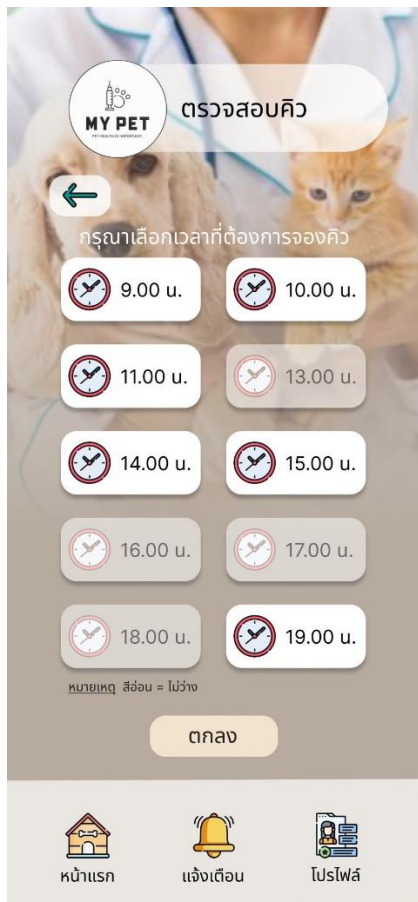 MY PET
ตรวจสอบคิว
กรุณาเลือกเวลาที่ต้องการจองคิว
9.00 น. 10.00 น.
11.00 น. 13.00 น.
14.00 น. 15.00 น.
16.00 น. 17.00 น.
18.00 น. 19.00 น.
หมายเหตุ สีอ่อน = ไม่ว่าง
ตกลง
หน้าแรก แจ้งเตือน โปรไฟล์